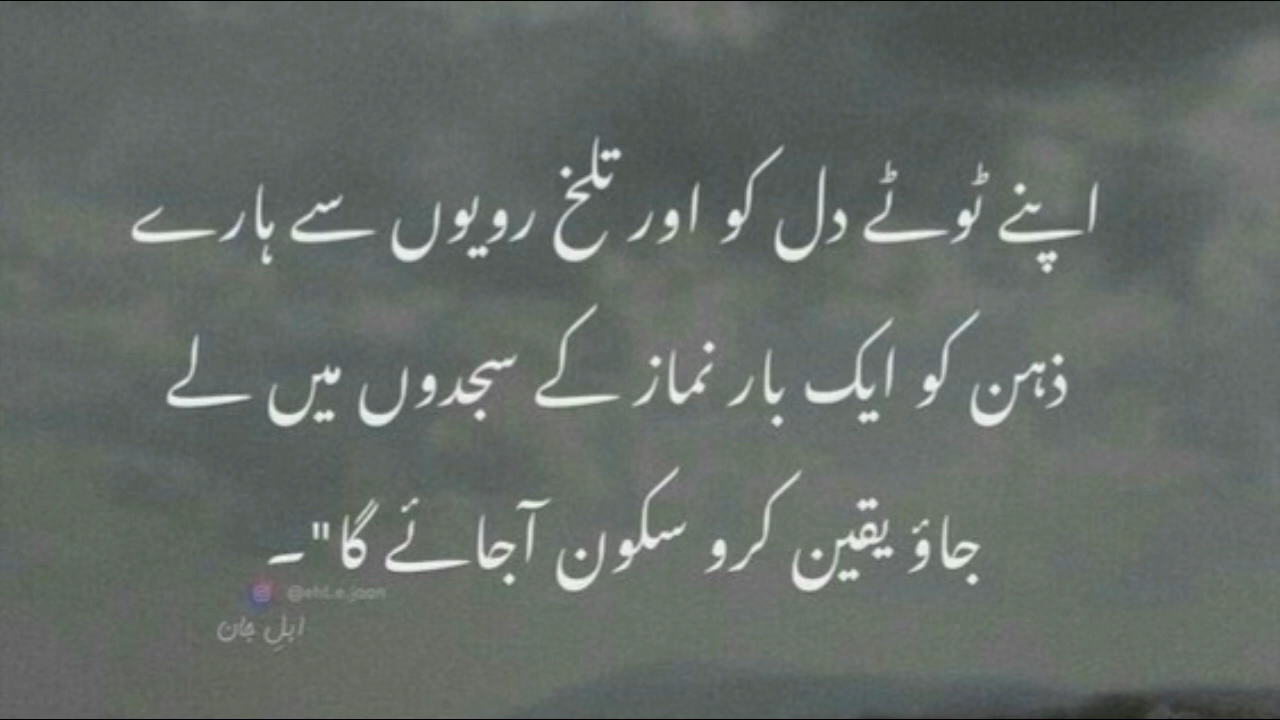 اپنے ٹوٹے دل کو اور تلخ رویوں سے ہارے
ذہن کو ایک بار نماز کے سجدوں میں لے
جاؤ یقین کرو سکون آجائے گا"۔
@ehl.e.jaan
اہلِ جان